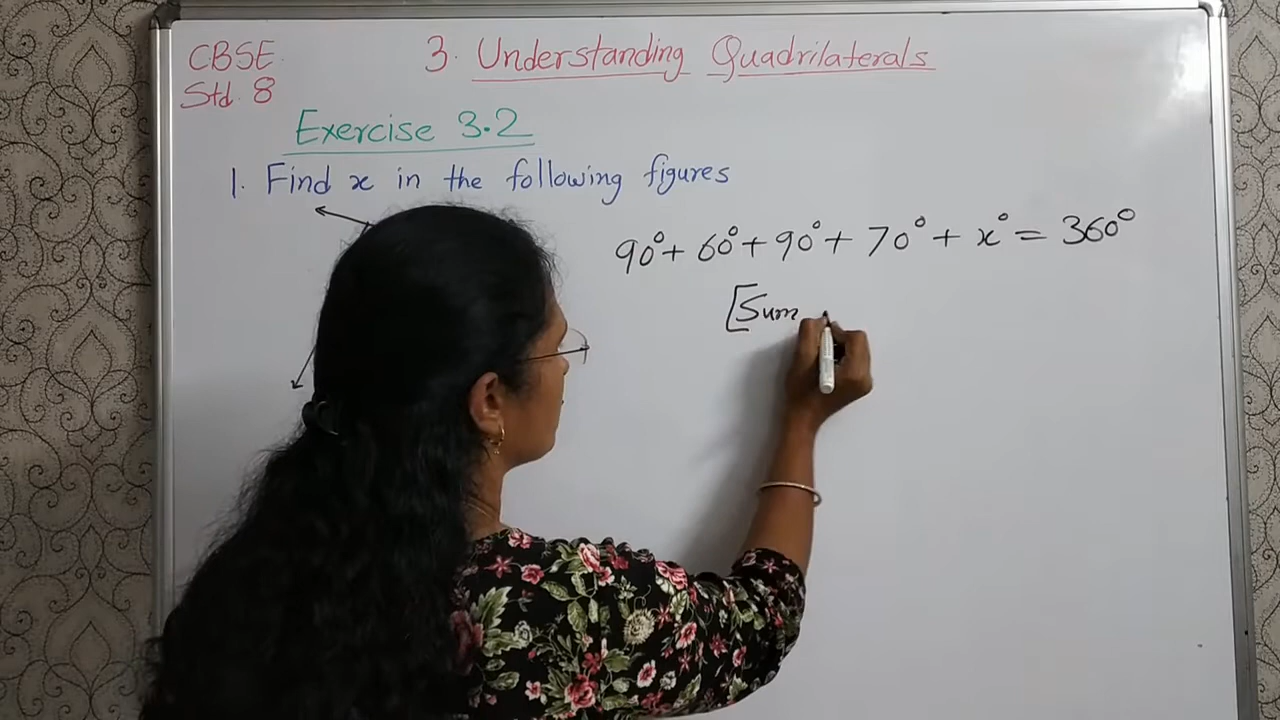 CBSE
Std. 8
3. Understanding Quadrilaterals
Exercise 3.2
1. Find x in the following figures
90° + 60° + 90° + 70° + x° = 360°
[Sum